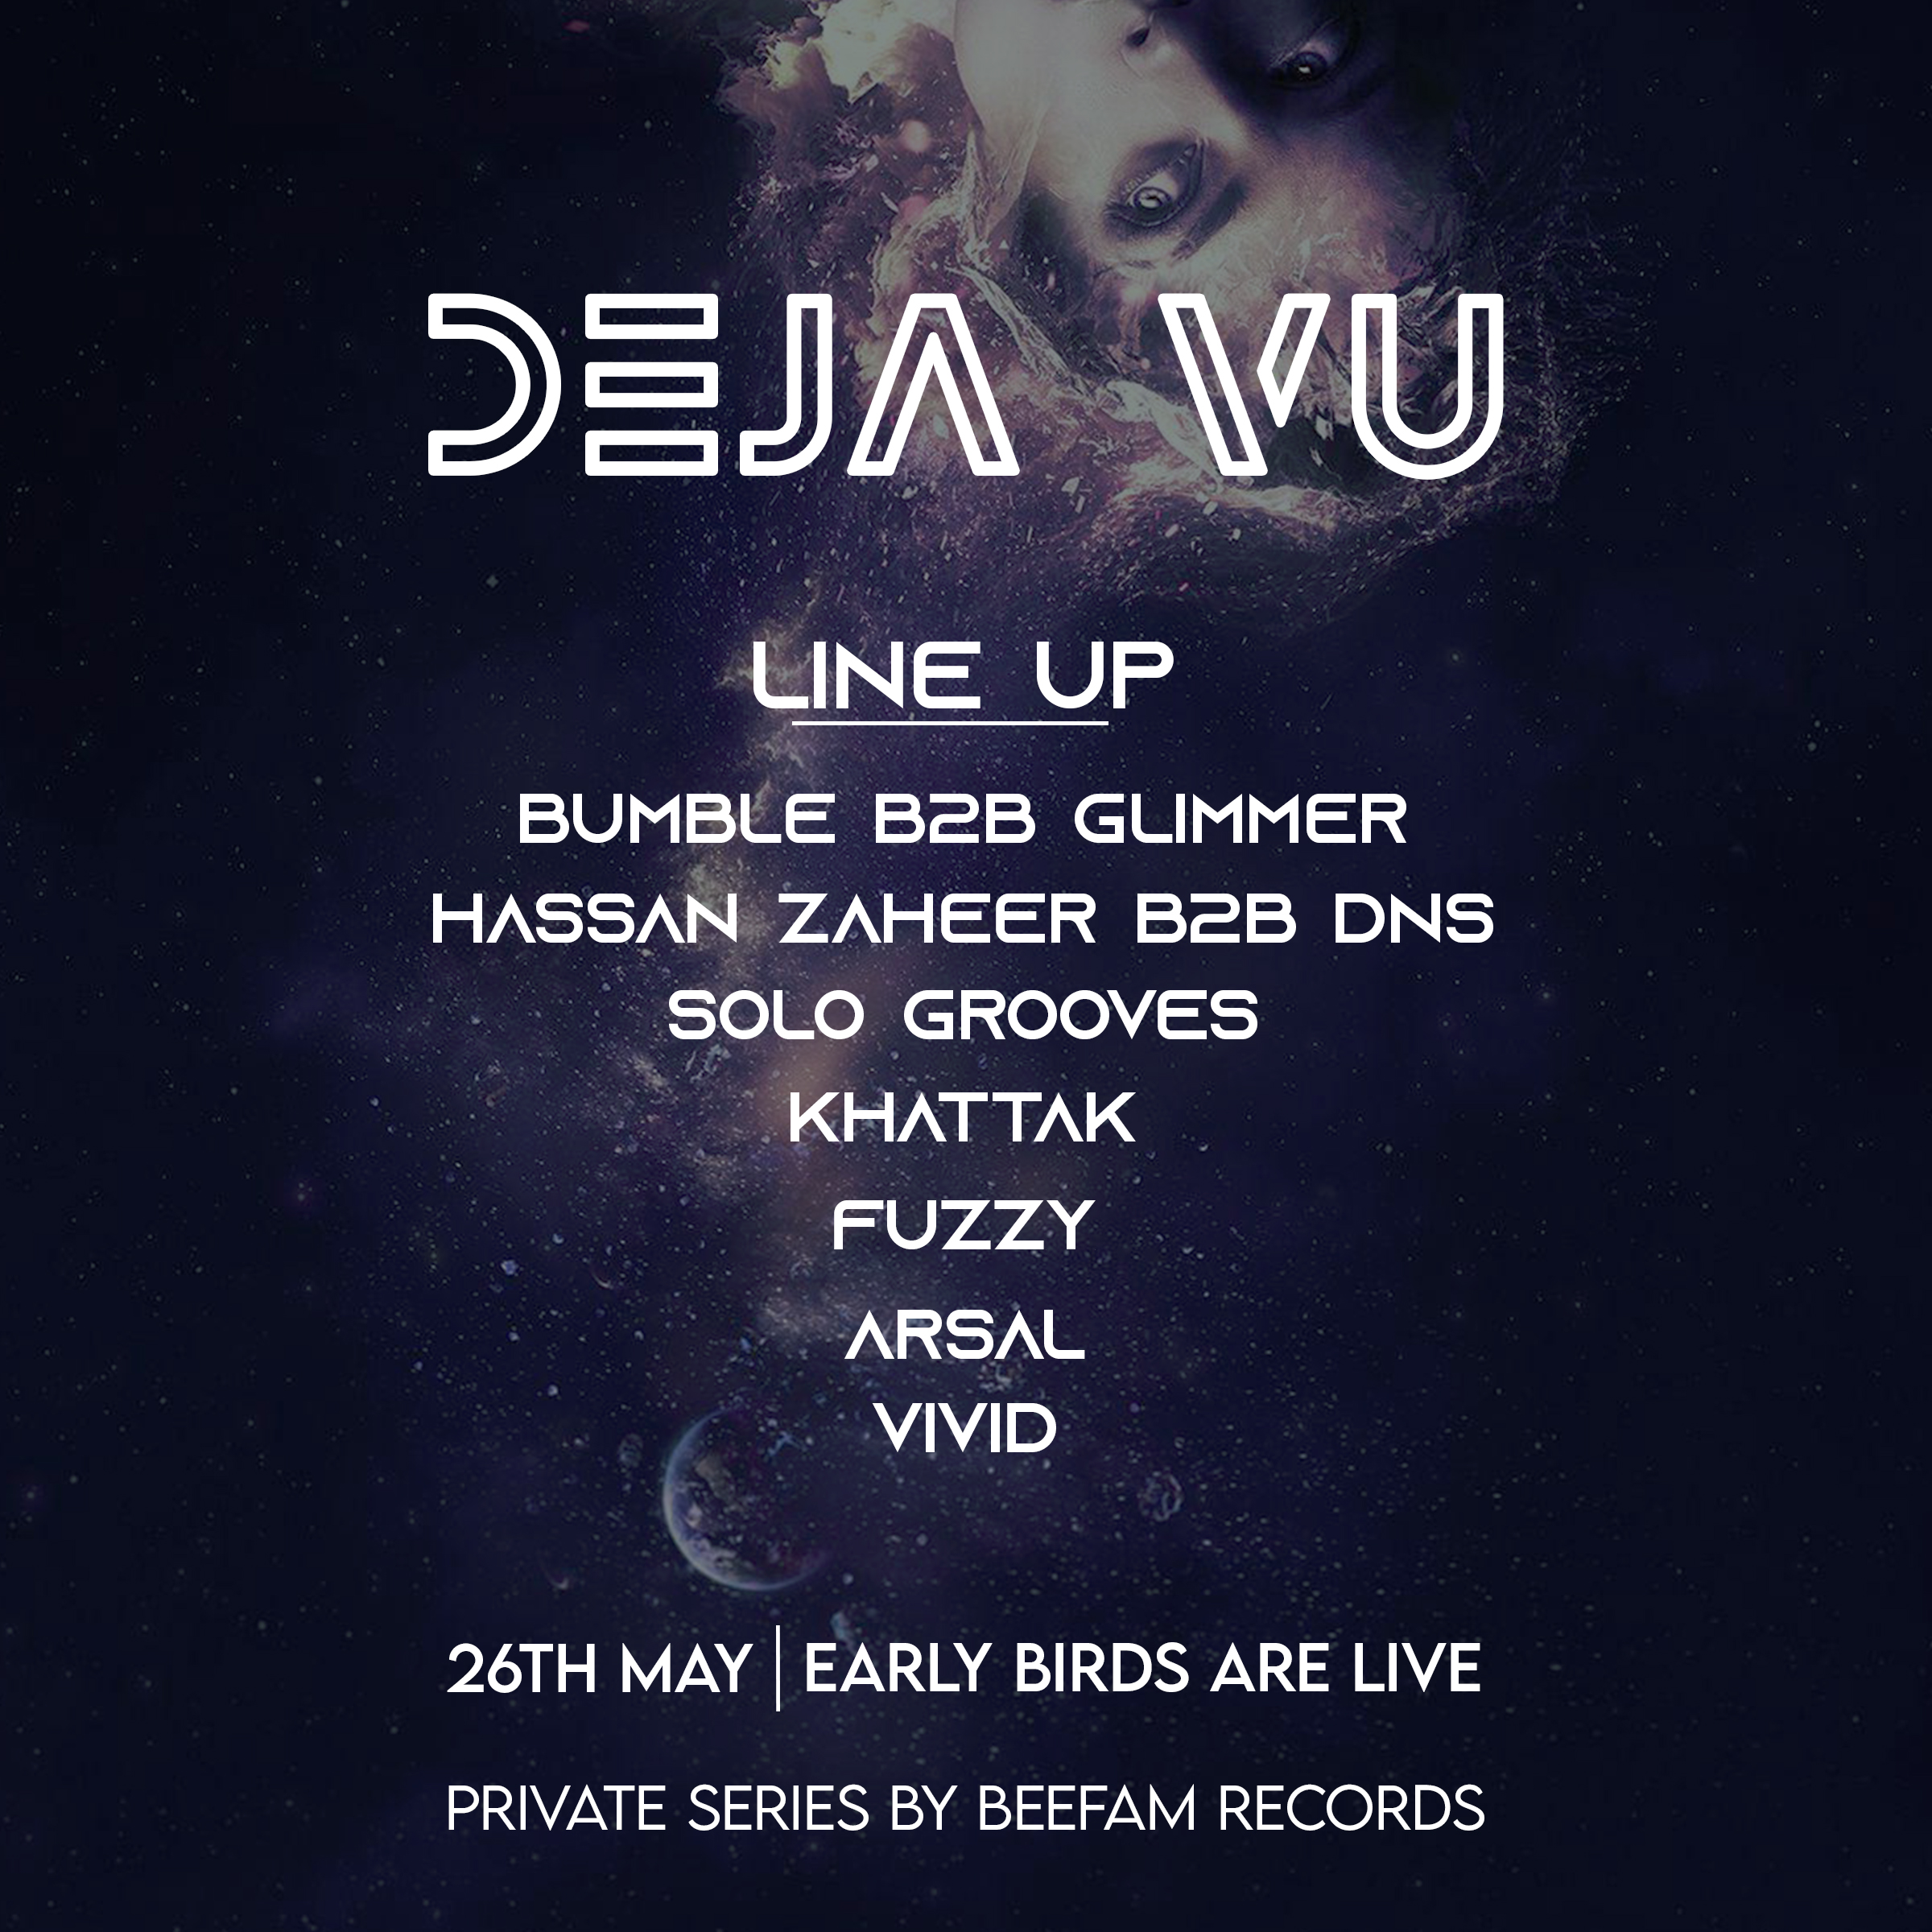 DEJA VU
LINE UP
BUMBLE B2B GLIMMER
HASSAN ZAHEER B2B DNS
SOLO GROOVES
KHATTAK
FUZZY
ARSAL
VIVID
26TH MAY | EARLY BIRDS ARE LIVE
PRIVATE SERIES BY BEEFAM RECORDS